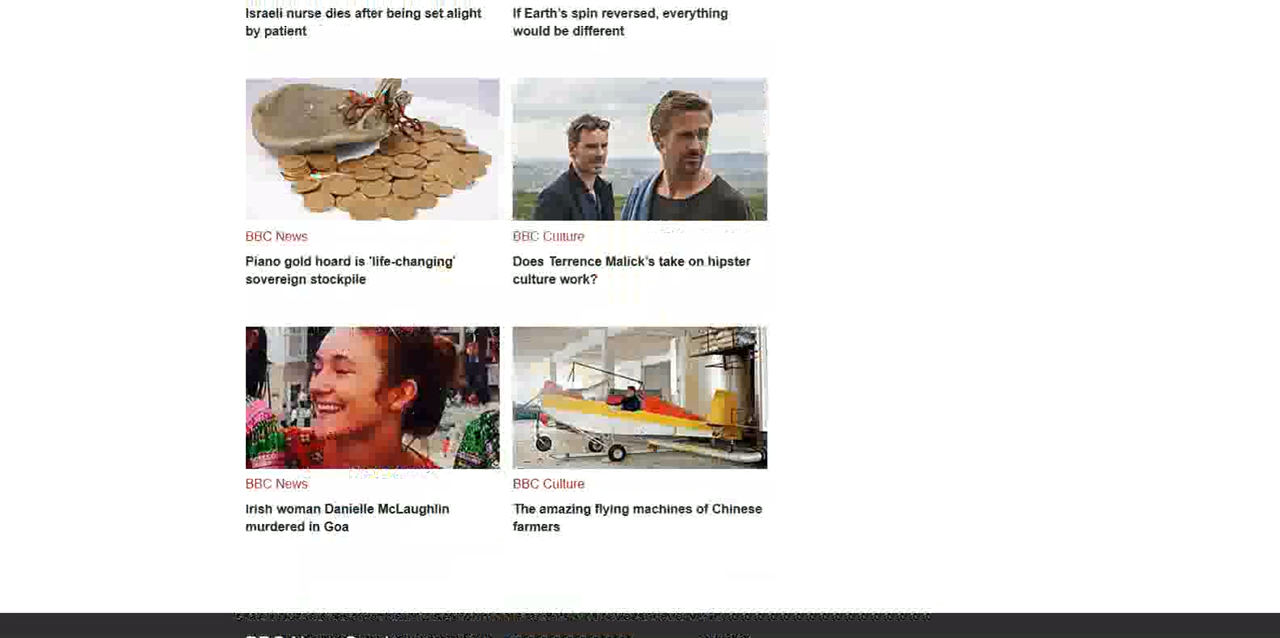 Israeli nurse dies after being set alight
by patient
If Earth's spin reversed, everything
would be different
BBC News
Piano gold hoard is 'life-changing'
sovereign stockpile
BBC Culture
Does Terrence Malick's take on hipster
culture work?
BBC News
Irish woman Danielle McLaughlin
murdered in Goa
BBC Culture
The amazing flying machines of Chinese
farmers